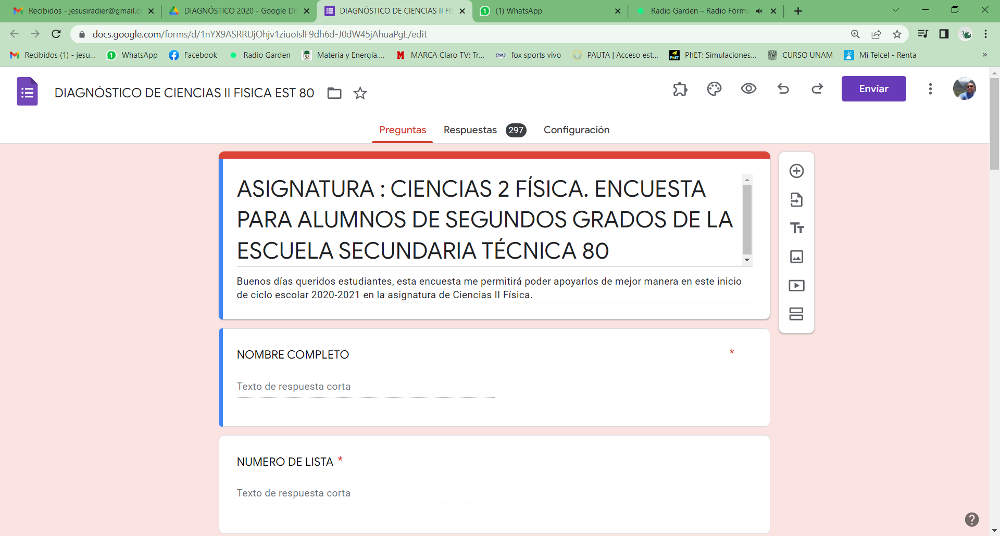 Recibidos - jesusiradier@gmail.co
DIAGNÓSTICO 2020 - Google Dri
DIAGNÓSTICO DE CIENCIAS II FIS
(1) WhatsApp
Radio Garden – Radio Fórmu
docs.google.com/forms/d/1nYX9ASRRUjOhjv1ziuoIslF9dh6d-J0dW45jAhuaPgE/edit
Recibidos (1) - jesu...
WhatsApp
Facebook
Radio Garden
Materia y Energía....
MARCA Claro TV: Tr...
fox sports vivo
PAUTA | Acceso est...
PhET: Simulaciones...
CURSO UNAM
Mi Telcel - Renta
»
DIAGNÓSTICO DE CIENCIAS II FISICA EST 80
Enviar
Preguntas
Respuestas 297
Configuración
ASIGNATURA : CIENCIAS 2 FÍSICA. ENCUESTA
PARA ALUMNOS DE SEGUNDOS GRADOS DE LA
ESCUELA SECUNDARIA TÉCNICA 80
Buenos días queridos estudiantes, esta encuesta me permitirá poder apoyarlos de mejor manera en este inicio
de ciclo escolar 2020-2021 en la asignatura de Ciencias II Física.
NOMBRE COMPLETO *
Texto de respuesta corta
NUMERO DE LISTA *
Texto de respuesta corta